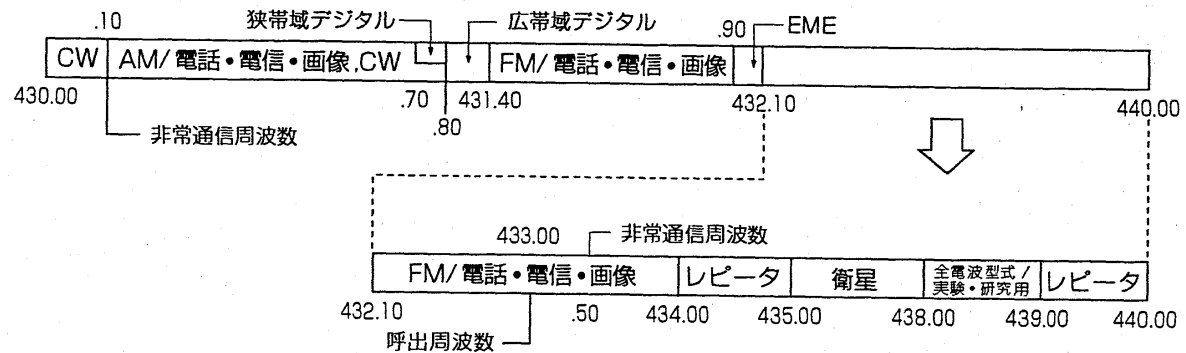 狭帯域デジタル
広帯域デジタル
.10
.90
EME
CW
AM/電話・電信・画像,CW
FM/電話・電信・画像
430.00
.70
431.40
432.10
440.00
.80
非常通信周波数
433.00
非常通信周波数
FM/電話・電信・画像
レピータ
衛星
全電波型式/
実験・研究用
レピータ
432.10
.50
434.00
435.00
438.00
439.00
440.00
呼出周波数